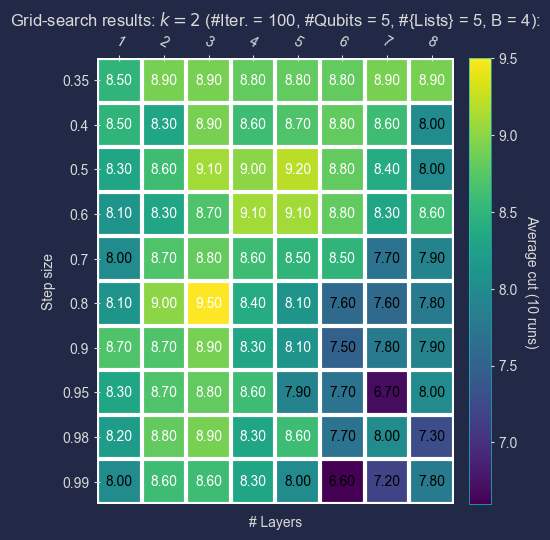 Grid-search results: k = 2 (#Iter. = 100, #Qubits = 5, #{Lists} = 5, B = 4):
1 2 3 4 5 6 7 8
0.35 8.50 8.90 8.90 8.80 8.80 8.80 8.90 8.90
0.4 8.50 8.30 8.90 8.60 8.70 8.80 8.60 8.00
0.5 8.30 8.60 9.10 9.00 9.20 8.80 8.40 8.00
0.6 8.10 8.30 8.70 9.10 9.10 8.80 8.30 8.60
0.7 8.00 8.70 8.80 8.60 8.50 8.50 7.70 7.90
0.8 8.10 9.00 9.50 8.40 8.10 7.60 7.60 7.80
0.9 8.70 8.70 8.90 8.30 8.10 7.50 7.80 7.90
0.95 8.30 8.70 8.80 8.60 7.90 7.70 6.70 8.00
0.98 8.20 8.80 8.90 8.30 8.60 7.70 8.00 7.30
0.99 8.00 8.60 8.60 8.30 8.00 6.60 7.20 7.80
Step size
# Layers
9.5
9.0
8.5
8.0
7.5
7.0
Average cut (10 runs)